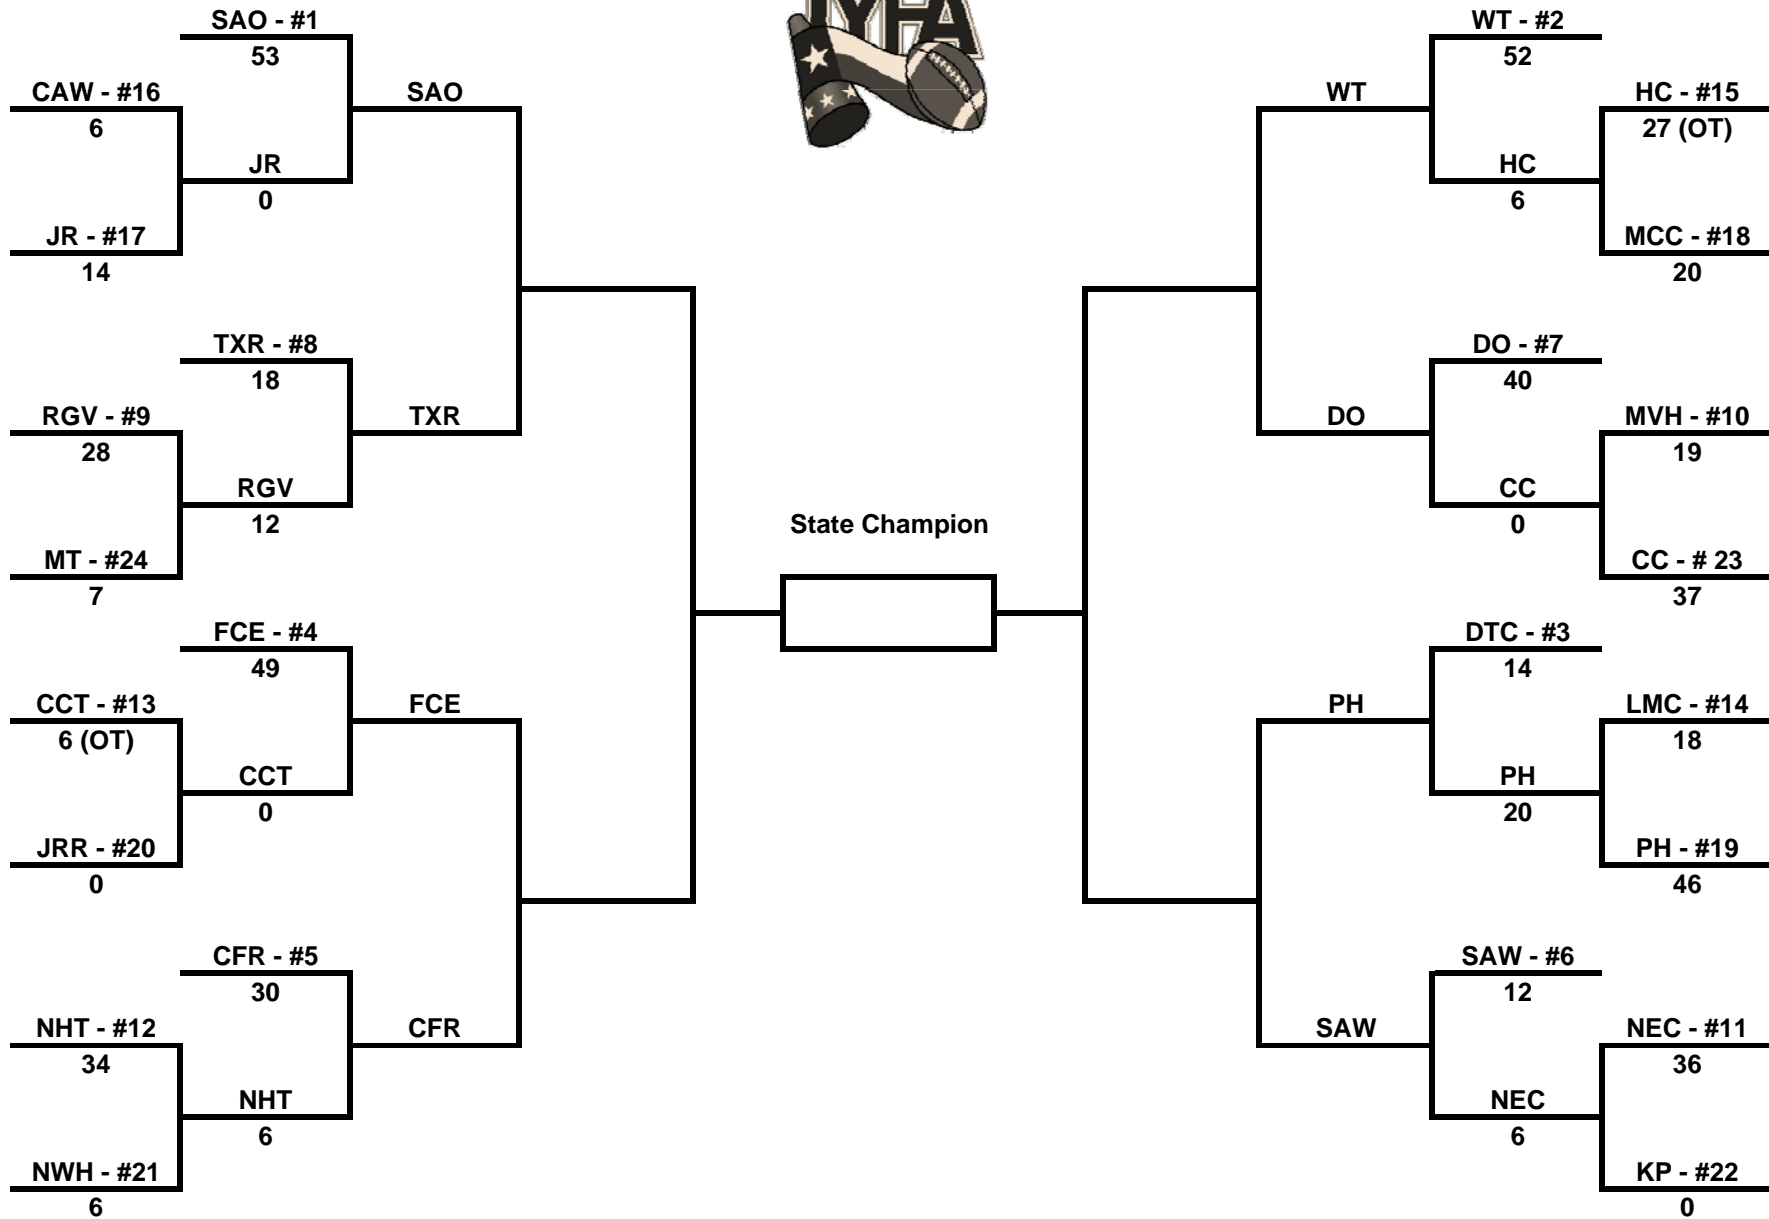 TYFA
SAO - #1
53
CAW - #16
6
SAO
JR
0
JR - #17
14
TXR - #8
18
RGV - #9
28
TXR
RGV
12
MT - #24
7
FCE - #4
49
CCT - #13
6 (OT)
FCE
CCT
0
JRR - #20
0
CFR - #5
30
NHT - #12
34
CFR
NHT
6
NWH - #21
6
State Champion
WT - #2
52
WT
HC - #15
27 (OT)
HC
6
MCC - #18
20
DO - #7
40
DO
MVH - #10
19
CC
0
CC - # 23
37
DTC - #3
14
PH
LMC - #14
18
PH
20
PH - #19
46
SAW - #6
12
SAW
NEC - #11
36
NEC
6
KP - #22
0